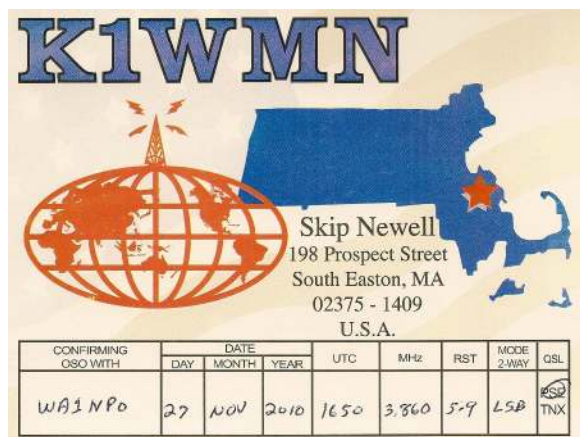 K1WMN
Skip Newell
198 Prospect Street
South Easton, MA
02375 - 1409
U.S.A.
CONFIRMING QSO WITH DATE UTC MHz RST MODE 2-WAY QSL
DAY MONTH YEAR
WA1NPO 27 NOV 2010 1650 3,860 5-9 LSB PSE
TNX